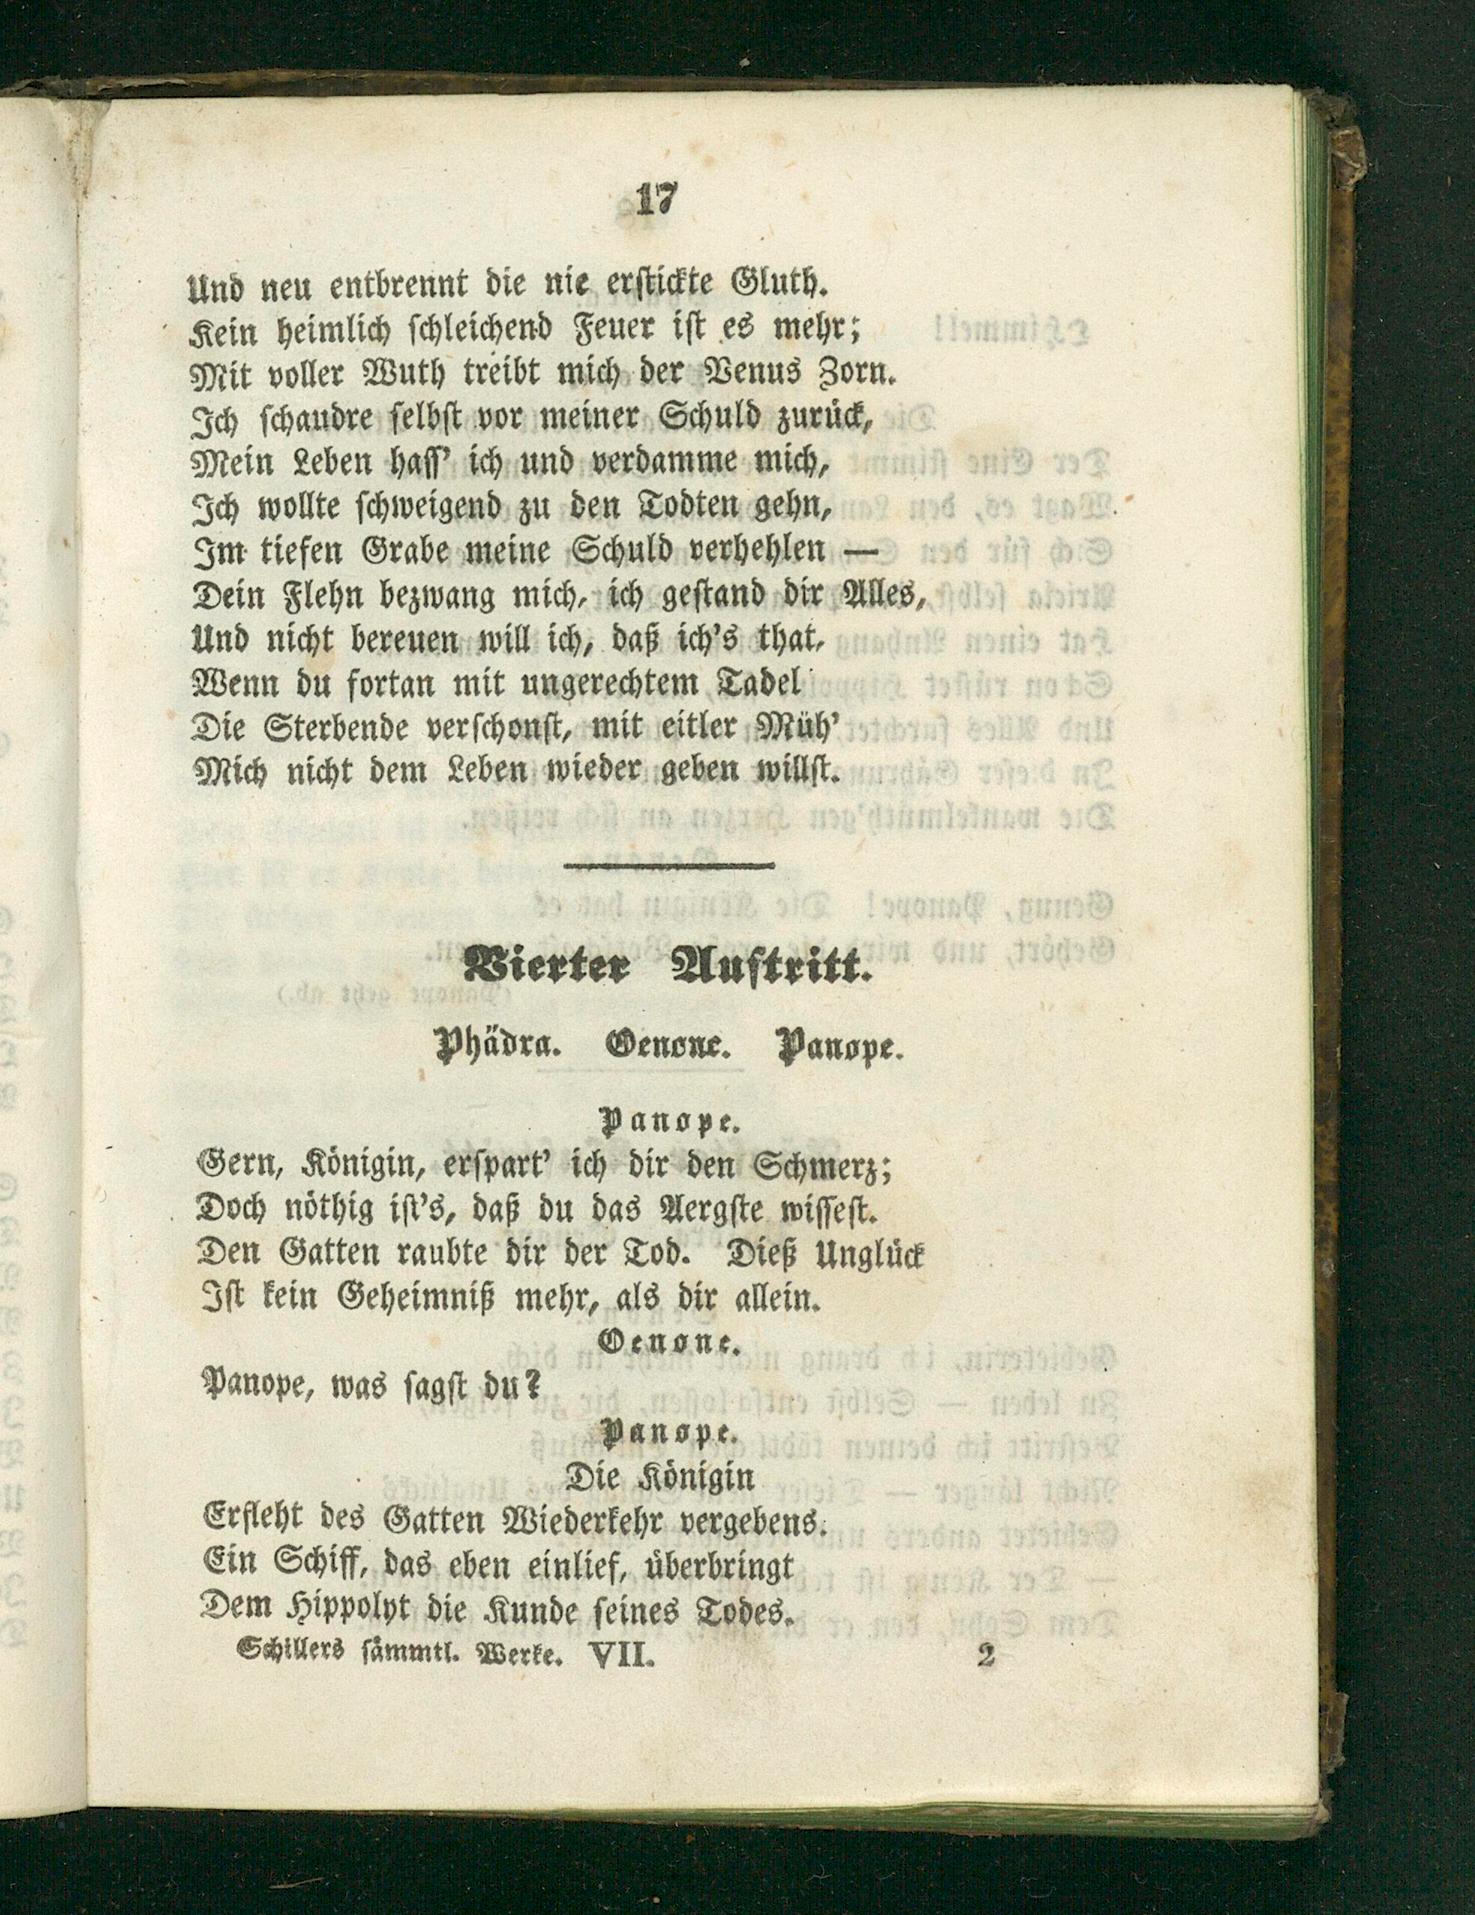 17
Und neu entbrennt die nie erstickte Gluth.
Kein heimlich schleichend Feuer ist es mehr;
Mit voller Wuth treibt mich der Venus Zorn.
Ich schaudre selbst vor meiner Schuld zurück,
Mein Leben hass' ich und verdamme mich,
Ich wollte schweigend zu den Todten gehn,
Im tiefen Grabe meine Schuld verhehlen —
Dein Flehn bezwang mich, ich gestand dir Alles,
Und nicht bereuen will ich, daß ich's that,
Wenn du fortan mit ungerechtem Tadel
Die Sterbende verschonst, mit eitler Müh'
Mich nicht dem Leben wieder geben willst.
Vierter Auftritt.
Phädra. Oenone. Panope.
Panope.
Gern, Königin, erspart' ich dir den Schmerz;
Doch nöthig ist's, daß du das Aergste wissest.
Den Gatten raubte dir der Tod. Dieß Unglück
Ist kein Geheimniß mehr, als dir allein.
Oenone.
Panope, was sagst du?
Panope.
Die Königin
Erfleht des Gatten Wiederkehr vergebens.
Ein Schiff, das eben einlief, überbringt
Dem Hippolyt die Kunde seines Todes.
Schillers sämmtl. Werke. VII. 2